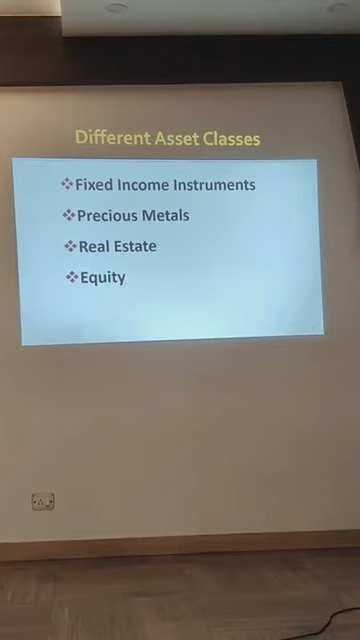 Different Asset Classes
❖Fixed Income Instruments
❖Precious Metals
❖Real Estate
❖Equity